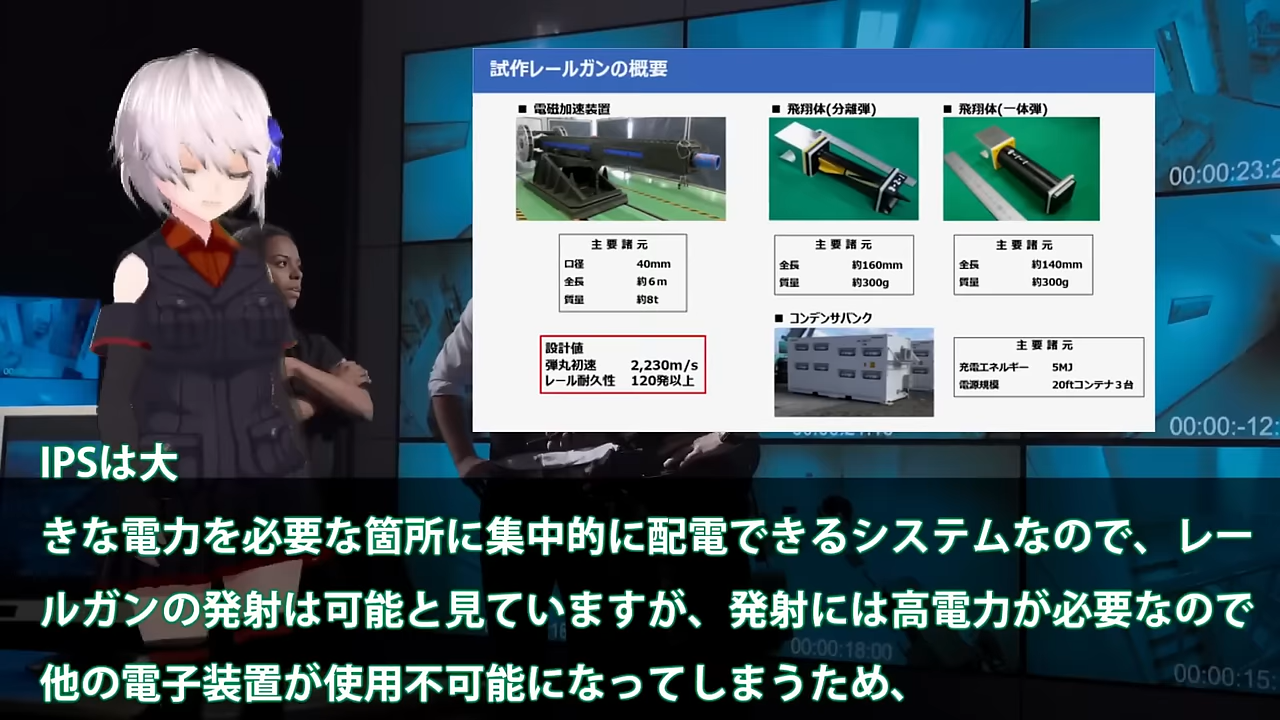 試作レールガンの概要
■ 電磁加速装置
■ 飛翔体(分離弾)
■ 飛翔体(一体弾)
主要諸元
口径 40mm
全長 約6m
質量 約8t
主要諸元
全長 約160mm
質量 約300g
主要諸元
全長 約140mm
質量 約300g
設計値
弾丸初速 2,230m/s
レール耐久性 120発以上
■ コンデンサバンク
主要諸元
充電エネルギー 5MJ
電源規模 20ftコンテナ3台
00:00:23:2
00:00:-12:
00:00:18:00
00:00:15:
IPSは大
きな電力を必要な箇所に集中的に配電できるシステムなので、レー
ルガンの発射は可能と見ていますが、発射には高電力が必要なので
他の電子装置が使用不可能になってしまうため、